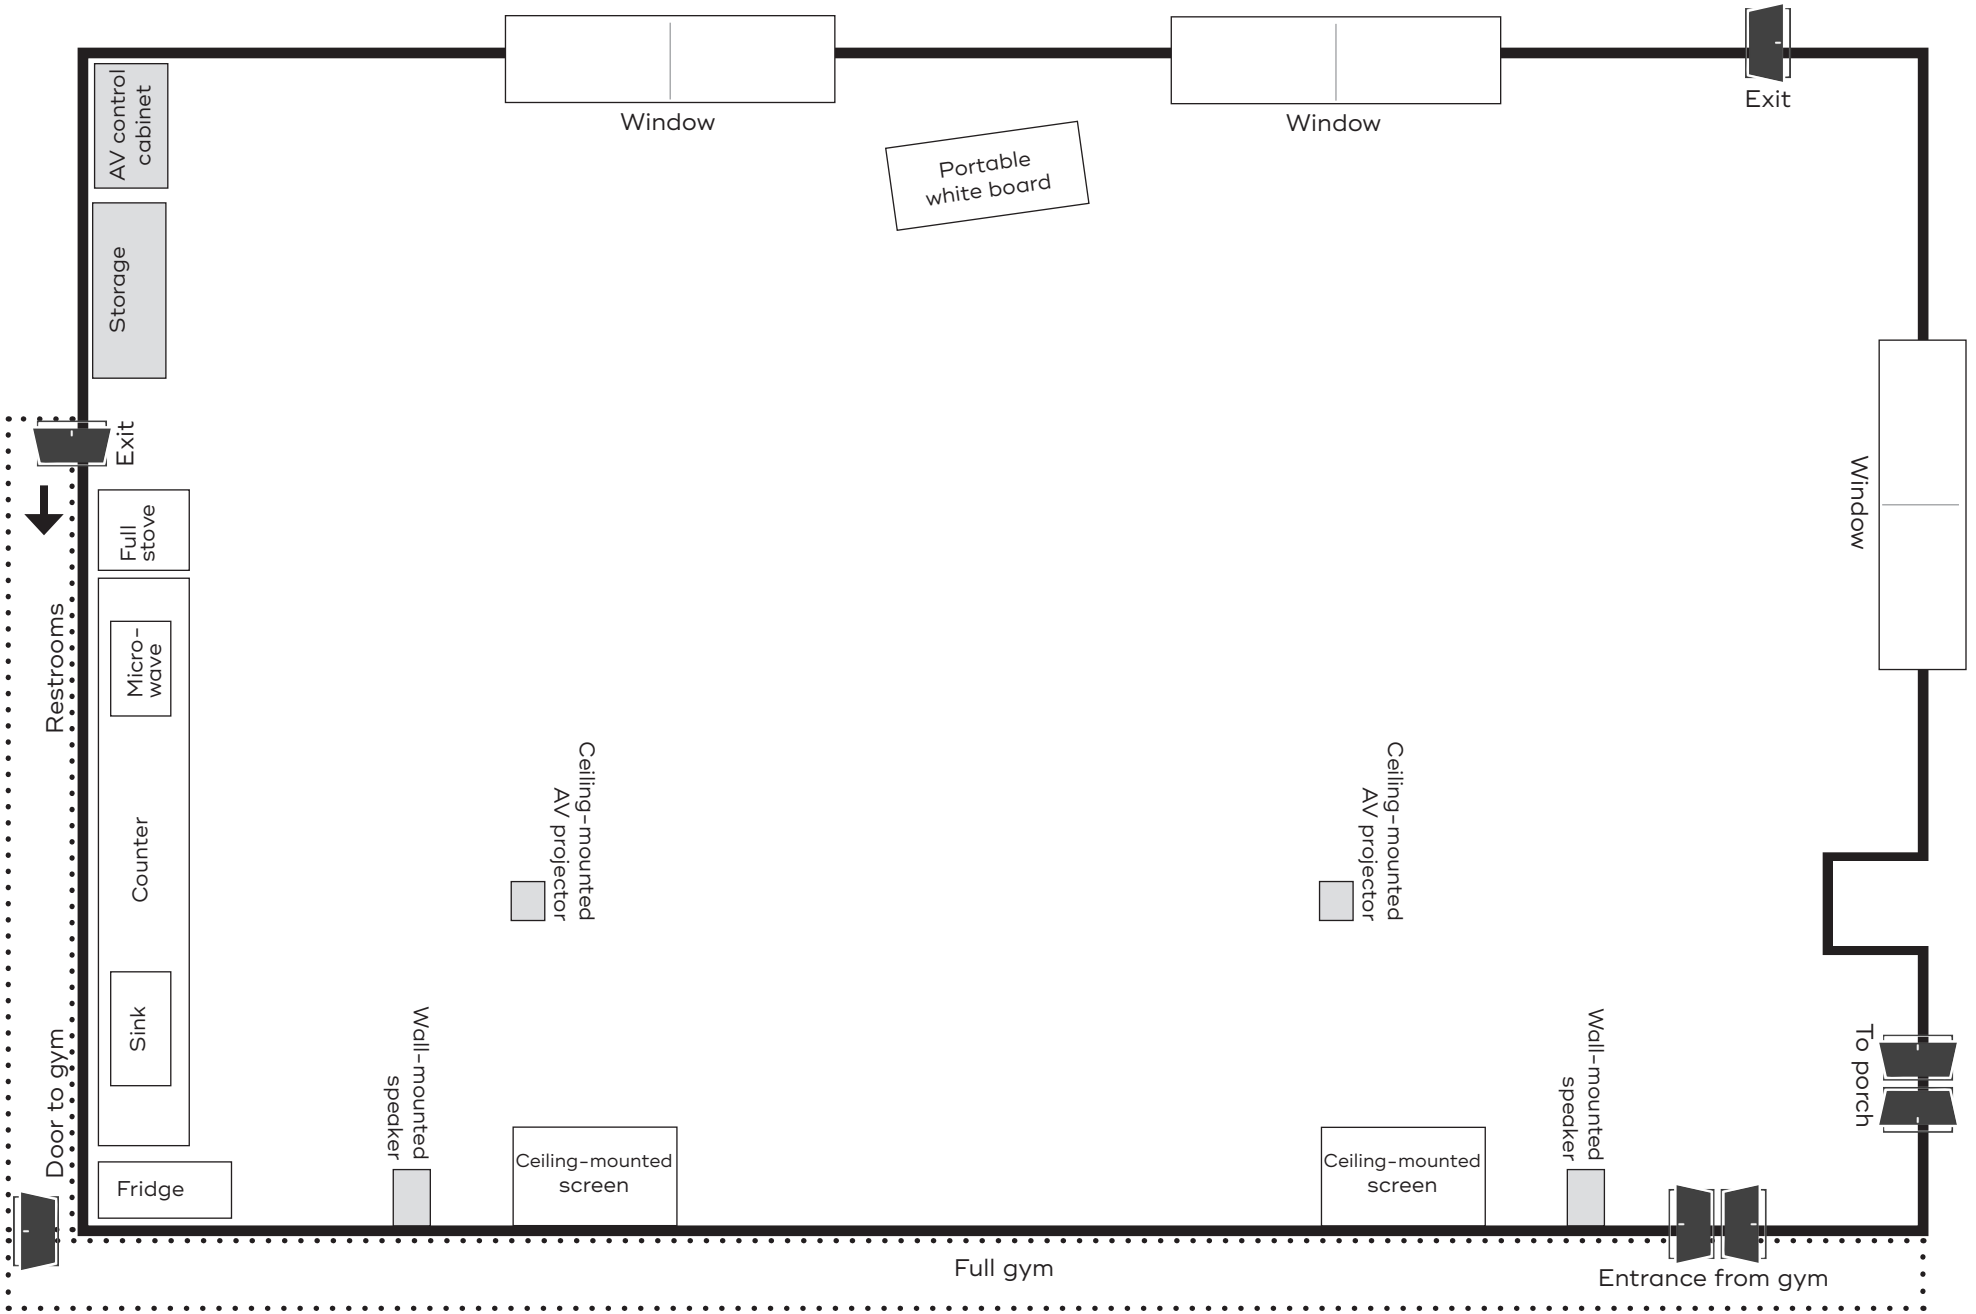 Exit
AV control
cabinet
Window
Window
Portable
white board
Storage
Exit
Window
Full
stove
Restrooms
Micro-
wave
Ceiling-mounted
AV projector
Ceiling-mounted
AV projector
Counter
Sink
Door to gym
Wall-mounted
speaker
Wall-mounted
speaker
To porch
Ceiling-mounted
screen
Ceiling-mounted
screen
Fridge
Full gym
Entrance from gym